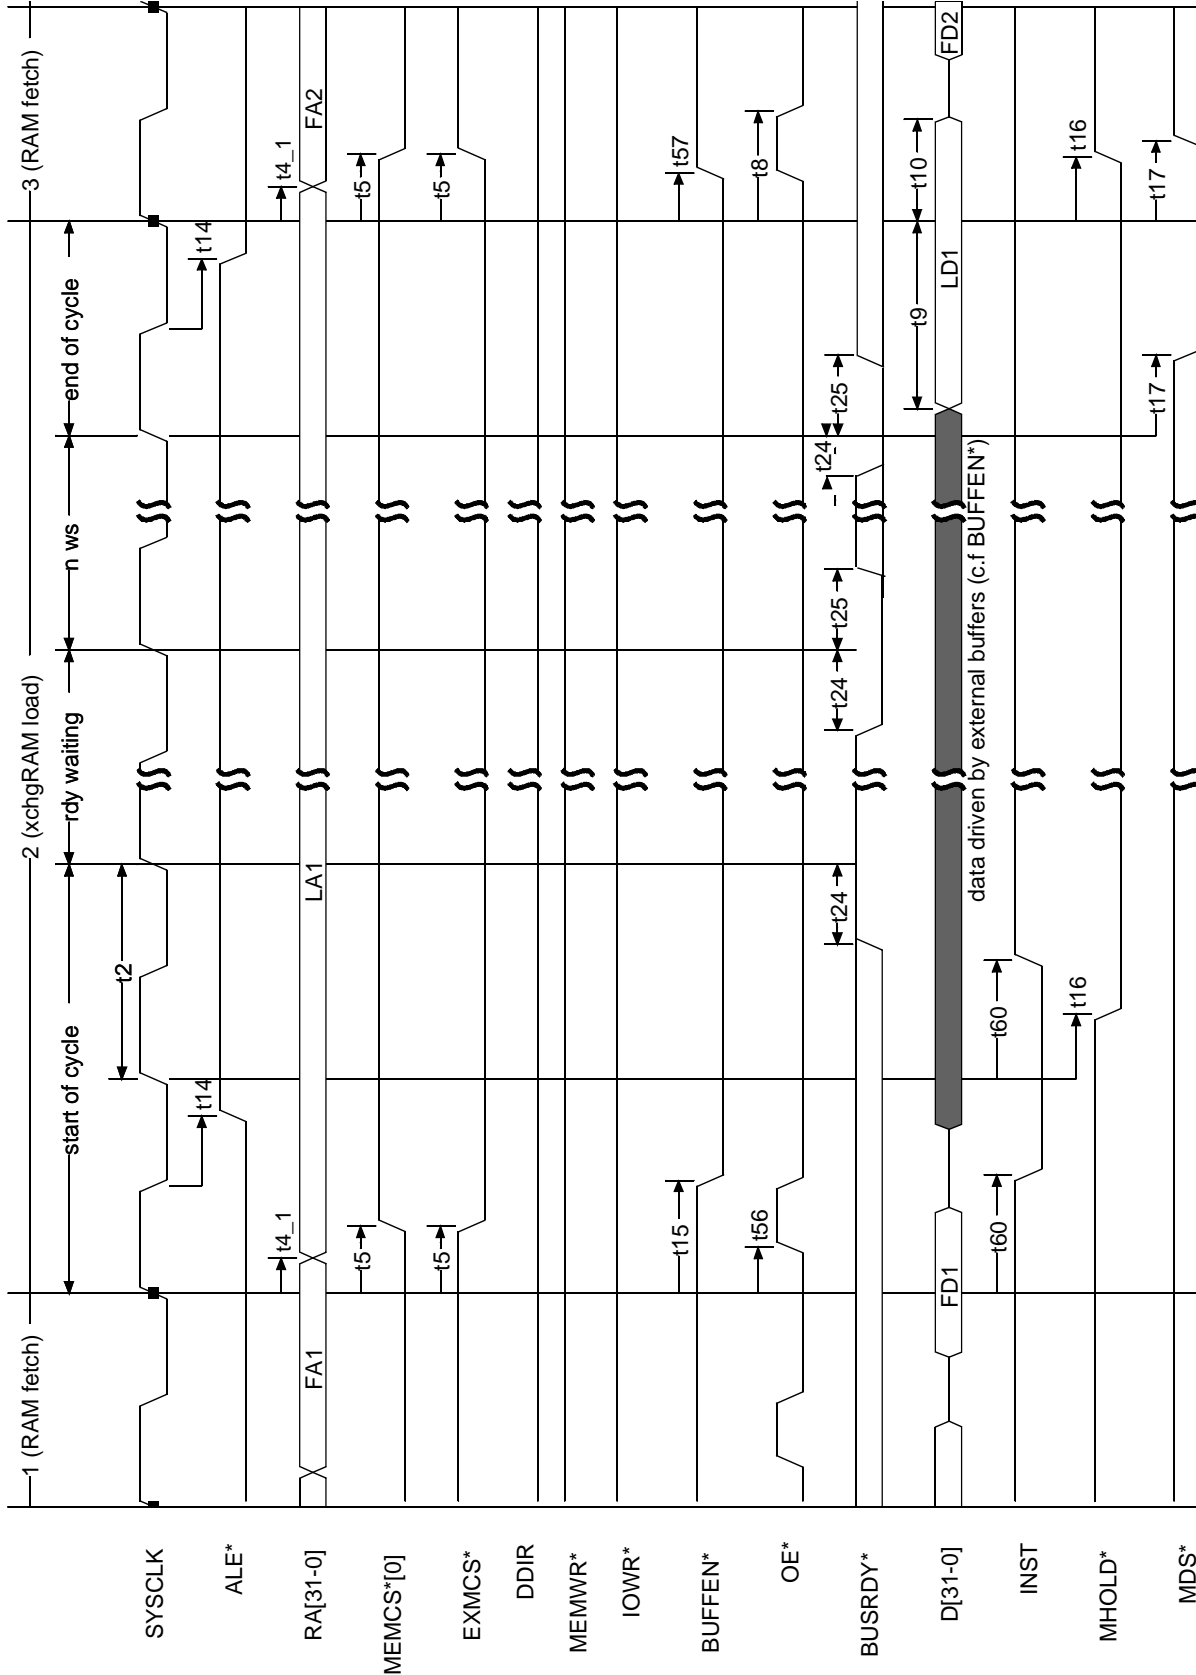 1 (RAM fetch)
2 (xchgRAM load)
3 (RAM fetch)
start of cycle
rdy waiting
n ws
end of cycle
t2
SYSCLK
t14
t14
ALE*
t4_1
t4_1
RA[31-0]
FA1
LA1
FA2
t5
t5
MEMCS*[0]
t5
t5
EXMCS*
DDIR
MEMWR*
IOWR*
t15
t57
BUFFEN*
t56
t8
OE*
t24
t24
t25
t24
t25
BUSRDY*
t9
t10
D[31-0]
FD1
LD1
FD2
data driven by external buffers (c.f BUFFEN*)
t60
t60
INST
t16
t16
MHOLD*
t17
t17
MDS*